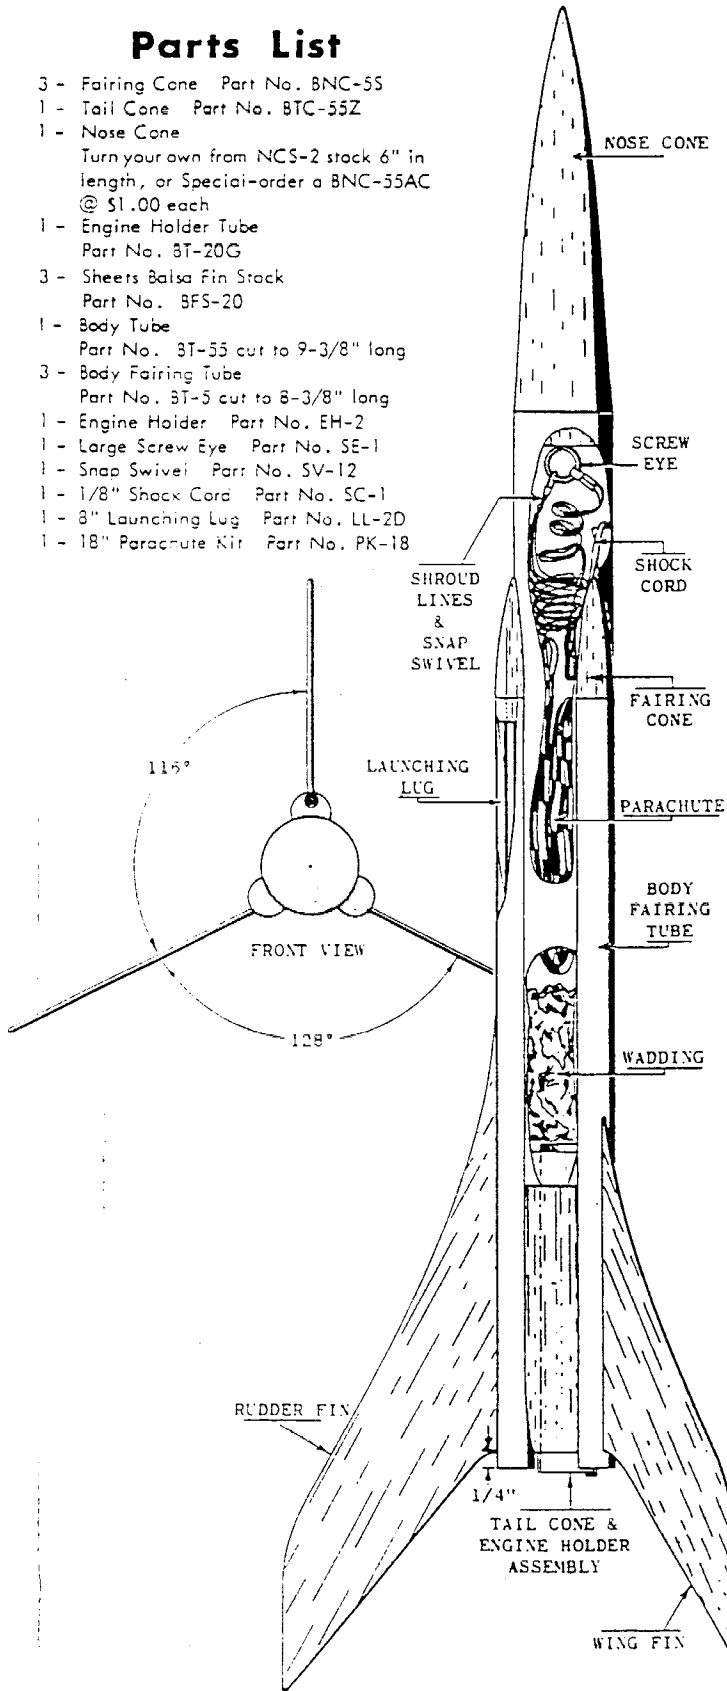 Parts List
3 - Fairing Cone Part No. BNC-5S
1 - Tail Cone Part No. BTC-55Z
1 - Nose Cone
Turn your own from NCS-2 stock 6" in
length, or Special-order a BNC-55AC
@ $1.00 each
1 - Engine Holder Tube
Part No. BT-20G
3 - Sheets Balsa Fin Stock
Part No. BFS-20
1 - Body Tube
Part No. BT-55 cut to 9-3/8" long
3 - Body Fairing Tube
Part No. BT-5 cut to 8-3/8" long
1 - Engine Holder Part No. EH-2
1 - Large Screw Eye Part No. SE-1
1 - Snap Swivel Part No. SV-12
1 - 1/8" Shock Cord Part No. SC-1
1 - 8" Launching Lug Part No. LL-2D
1 - 18" Parachute Kit Part No. PK-18
NOSE CONE
SCREW
EYE
SHOCK
CORD
SHROUD
LINES
&
SNAP
SWIVEL
FAIRING
CONE
LAUNCHING
LUG
PARACHUTE
116°
BODY
FAIRING
TUBE
FRONT VIEW
128°
WADDING
RUDDER FIN
1/4"
TAIL CONE &
ENGINE HOLDER
ASSEMBLY
WING FIN